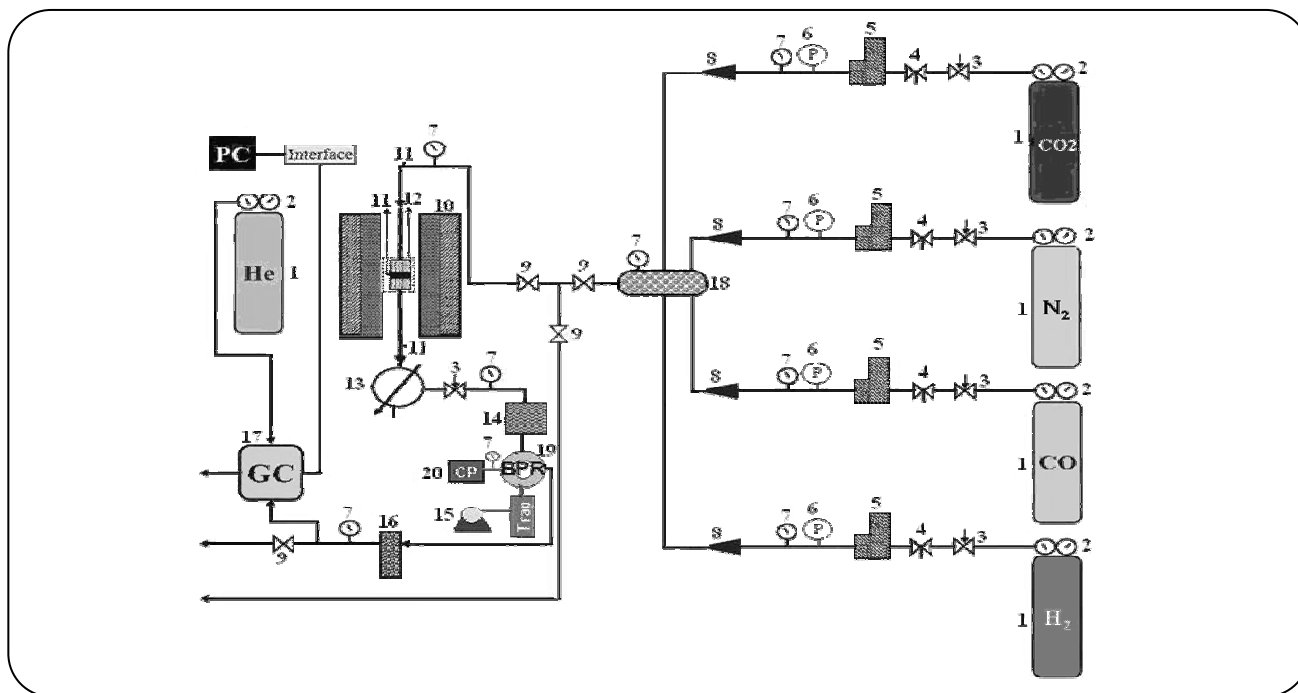 7 6 P 5 4 3 2
8
1 CO2
PC Interface 7 11
2 11 12 10
He 1
7 6 P 5 4 3 2
8
1 N₂
7 9 9 18
9
11
7 6 P 5 4 3 2
8
1 CO
13 3 7
14
17 GC
7 19
20 CP BPR
15 Trap
7 6 P 5 4 3 2
8
1 H₂
16 7
9